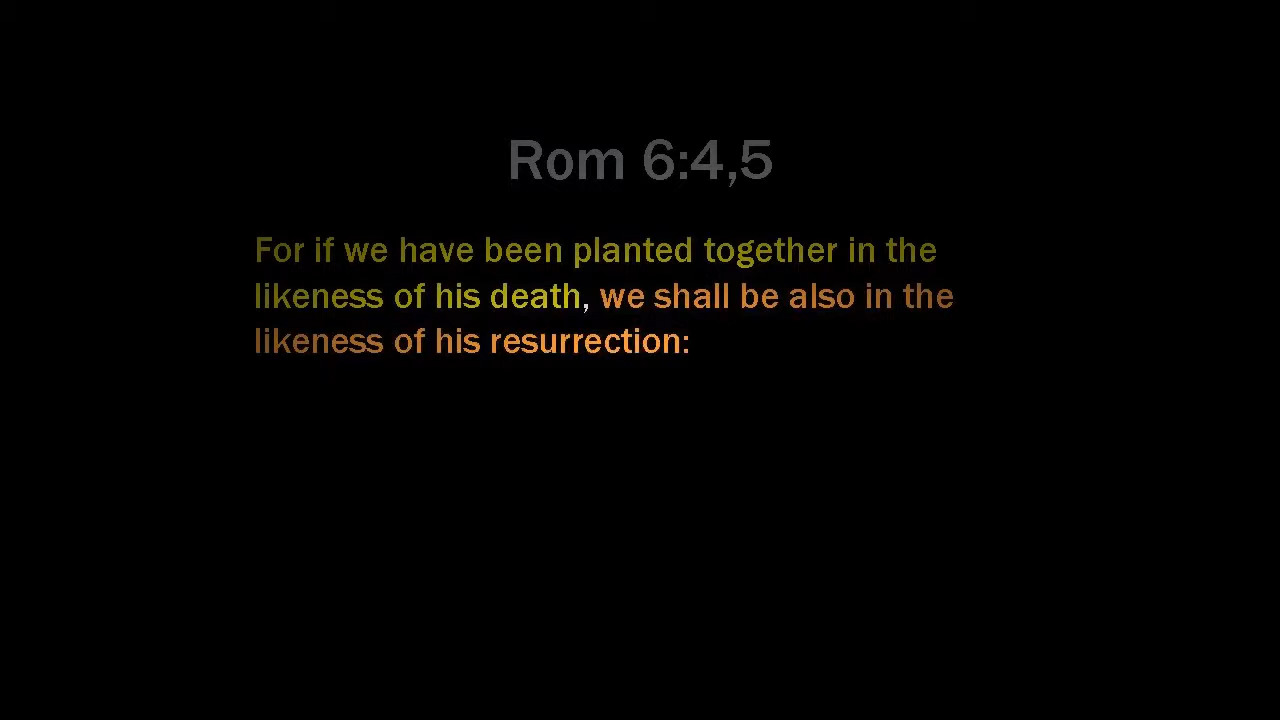 Rom 6:4,5
For if we have been planted together in the
likeness of his death, we shall be also in the
likeness of his resurrection: